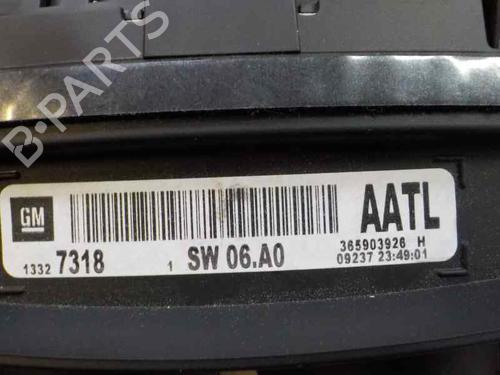 B-PARTS
GM
AATL
1332 7318 1 SW 06.A0
365903926 H
09237 23:49:01